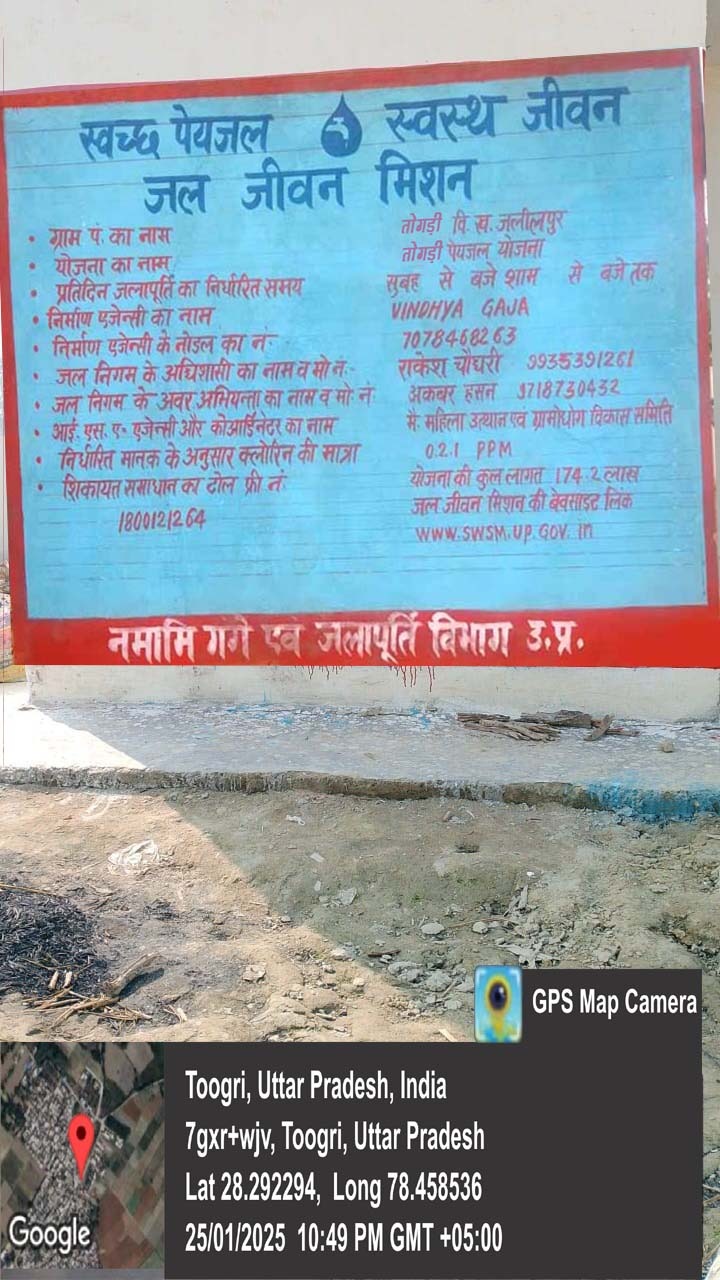 स्वच्छ पेयजल स्वस्थ जीवन
जल जीवन मिशन
• ग्राम पं. का नाम तोगड़ी वि. ख. जलीलपुर
• योजना का नाम तोगड़ी पेयजल योजना
• प्रतिदिन जलापूर्ति का निर्धारित समय सुबह से बजे शाम से बजे तक
• निर्माण एजेन्सी का नाम VINDHYA GAJA
• निर्माण एजेन्सी के नोडल का नं॰ 7078468263
• जल निगम के अधिशासी का नाम व मो नं॰ राकेश चौधरी 9935391261
• जल निगम के अवर अभियन्ता का नाम व मो नं॰ अकबर हसन 9718730432
• आई. एस. ए॰ एजेन्सी और कोआर्डिनेटर का नाम मै. महिला उत्थान एवं ग्रामोधोग विकास समिति
• निर्धारित मानक के अनुसार क्लोरिन की मात्रा 0.2.1 PPM
• शिकायत समाधान का टोल फ्री नं॰ योजना की कुल लागत 174.2 लाख
1800121264 जल जीवन मिशन की बेवसाइट लिंक
www.swsm.up.gov.in
नमामि गगे एवं जलापूर्ति विभाग उ.प्र.
GPS Map Camera
Toogri, Uttar Pradesh, India
7gxr+wjv, Toogri, Uttar Pradesh
Lat 28.292294, Long 78.458536
25/01/2025 10:49 PM GMT +05:00
Google